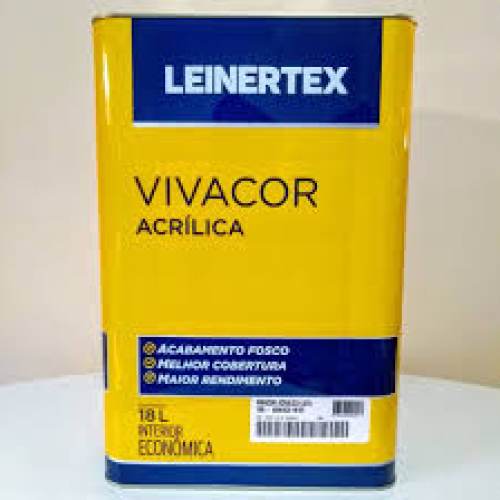 LEINERTEX
VIVACOR
ACRÍLICA
ACABAMENTO FOSCO
MELHOR COBERTURA
MAIOR RENDIMENTO
18 L
INTERIOR
ECONÔMICA